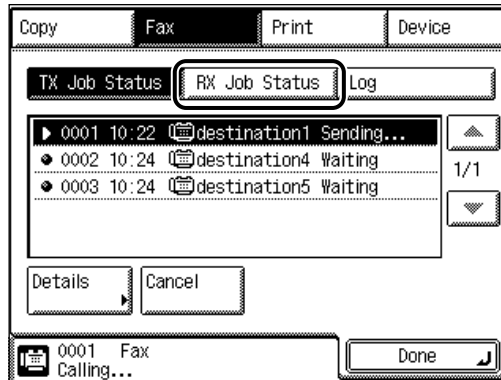 Copy Fax Print Device
TX Job Status RX Job Status Log
0001 10:22 destination1 Sending...
0002 10:24 destination4 Waiting
0003 10:24 destination5 Waiting
1/1
Details Cancel
0001 Fax
Calling...
Done